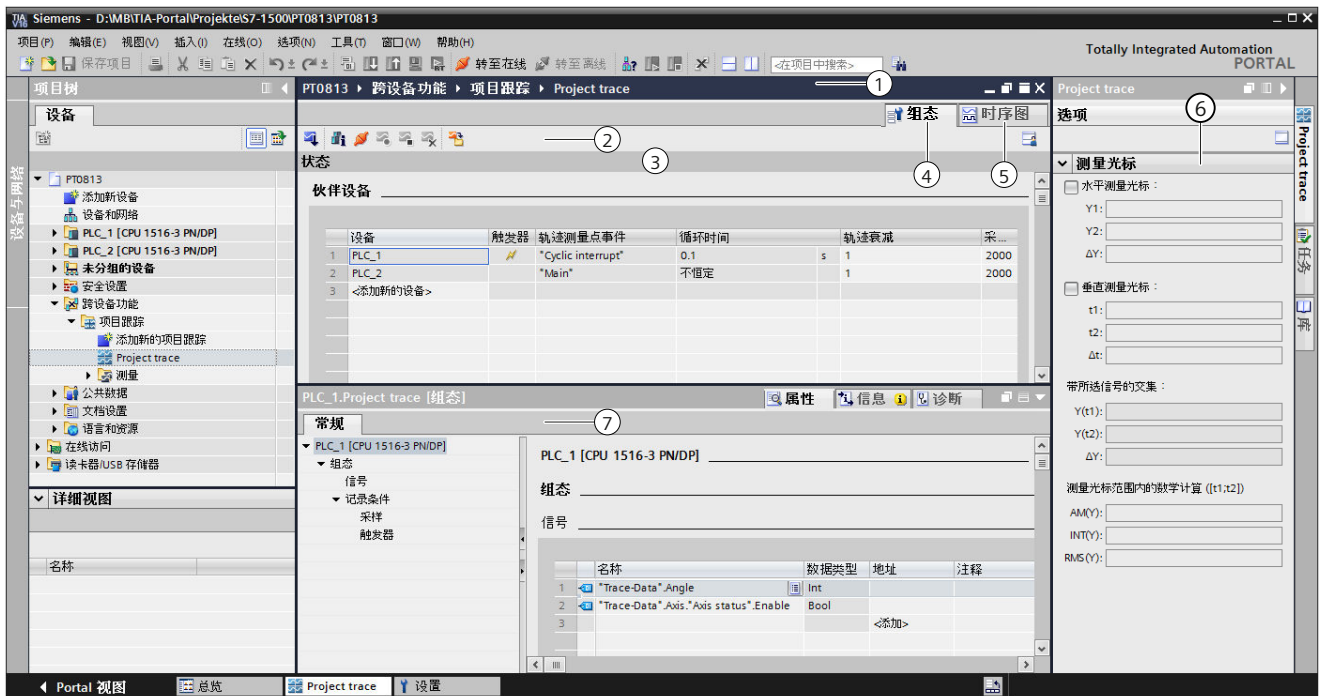 Siemens - D:\MB\TIA-Portal\Projekte\S7-1500\PT0813\PT0813
项目(P) 编辑(E) 视图(V) 插入(I) 在线(O) 选项(N) 工具(T) 窗口(W) 帮助(H)
Totally Integrated Automation
PORTAL
保存项目 转至在线 转至离线 <在项目中搜索>
项目树
设备
设备与网络
PT0813
添加新设备
设备和网络
PLC_1 [CPU 1516-3 PN/DP]
PLC_2 [CPU 1516-3 PN/DP]
未分组的设备
安全设置
跨设备功能
项目跟踪
添加新的项目跟踪
Project trace
测量
公共数据
文档设置
语言和资源
在线访问
读卡器/USB 存储器
详细视图
名称
PT0813 ▸ 跨设备功能 ▸ 项目跟踪 ▸ Project trace
1
组态 时序图
2
状态 3
4 5
伙伴设备
设备 触发器 轨迹测量点事件 循环时间 轨迹衰减 采...
1 PLC_1 "Cyclic interrupt" 0.1 s 1 2000
2 PLC_2 "Main" 不恒定 1 2000
3 <添加新的设备>
PLC_1.Project trace [组态] 属性 信息 诊断
常规 7
PLC_1 [CPU 1516-3 PN/DP]
组态
信号
记录条件
采样
触发器
PLC_1 [CPU 1516-3 PN/DP]
组态
信号
名称 数据类型 地址 注释
1 "Trace-Data".Angle Int
2 "Trace-Data".Axis."Axis status".Enable Bool
3 <添加>
Project trace
选项
6
测量光标
水平测量光标：
Y1:
Y2:
ΔY:
垂直测量光标：
t1:
t2:
Δt:
带所选信号的交集：
Y(t1):
Y(t2):
ΔY:
测量光标范围内的数学计算 ([t1;t2])
AM(Y):
INT(Y):
RMS(Y):
Project trace
任务
库
Portal 视图 总览 Project trace 设置